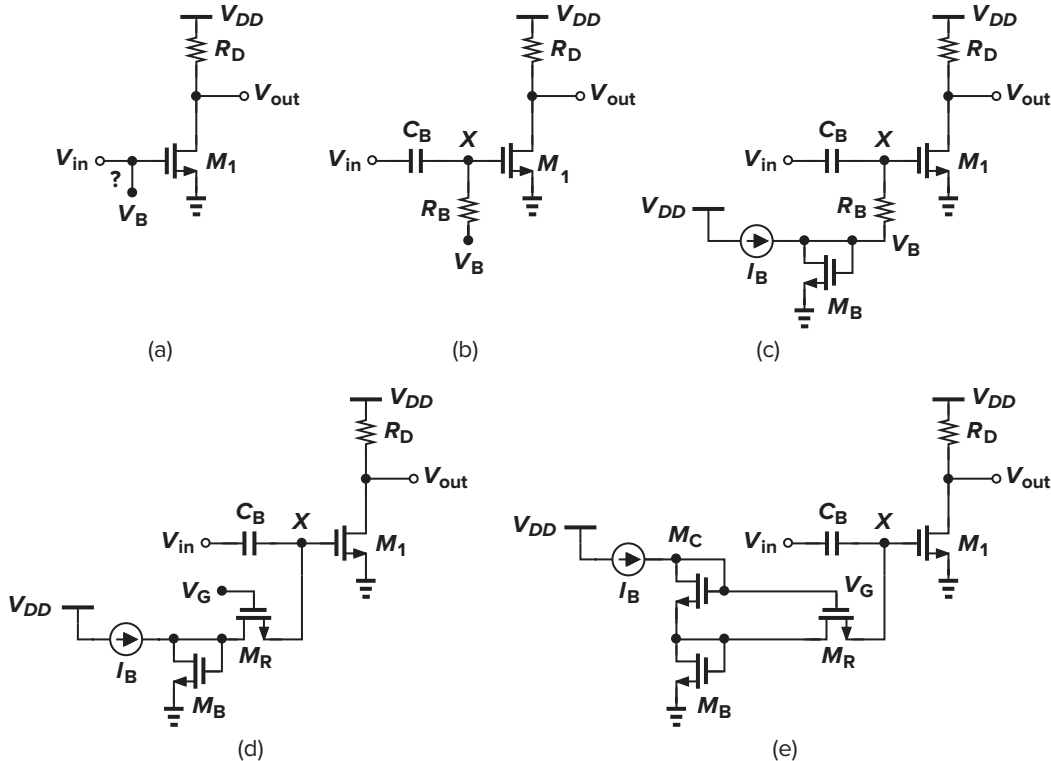 V_DD
R_D
V_out
V_in
?
V_B
M_1
(a)
V_DD
R_D
V_out
C_B
X
V_in
M_1
R_B
V_B
(b)
V_DD
R_D
V_out
C_B
X
V_in
M_1
V_DD
R_B
V_B
I_B
M_B
(c)
V_DD
R_D
V_out
C_B
X
V_in
M_1
V_G
V_DD
M_R
I_B
M_B
(d)
V_DD
R_D
V_out
C_B
X
V_DD
M_C
V_in
M_1
I_B
V_G
M_R
M_B
(e)